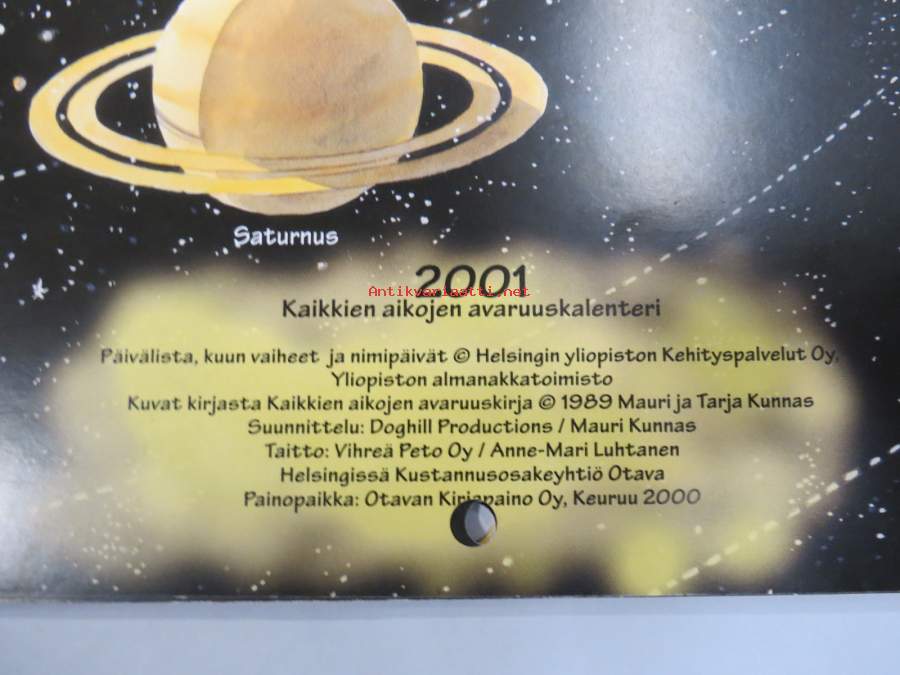 Saturnus
2001
Antikvariaatti.net
Kaikkien aikojen avaruuskalenteri
Päivälista, kuun vaiheet ja nimipäivät © Helsingin yliopiston Kehityspalvelut Oy,
Yliopiston almanakkatoimisto
Kuvat kirjasta Kaikkien aikojen avaruuskirja © 1989 Mauri ja Tarja Kunnas
Suunnittelu: Doghill Productions / Mauri Kunnas
Taitto: Vihreä Peto Oy / Anne-Mari Luhtanen
Helsingissä Kustannusosakeyhtiö Otava
Painopaikka: Otavan Kirjapaino Oy, Keuruu 2000